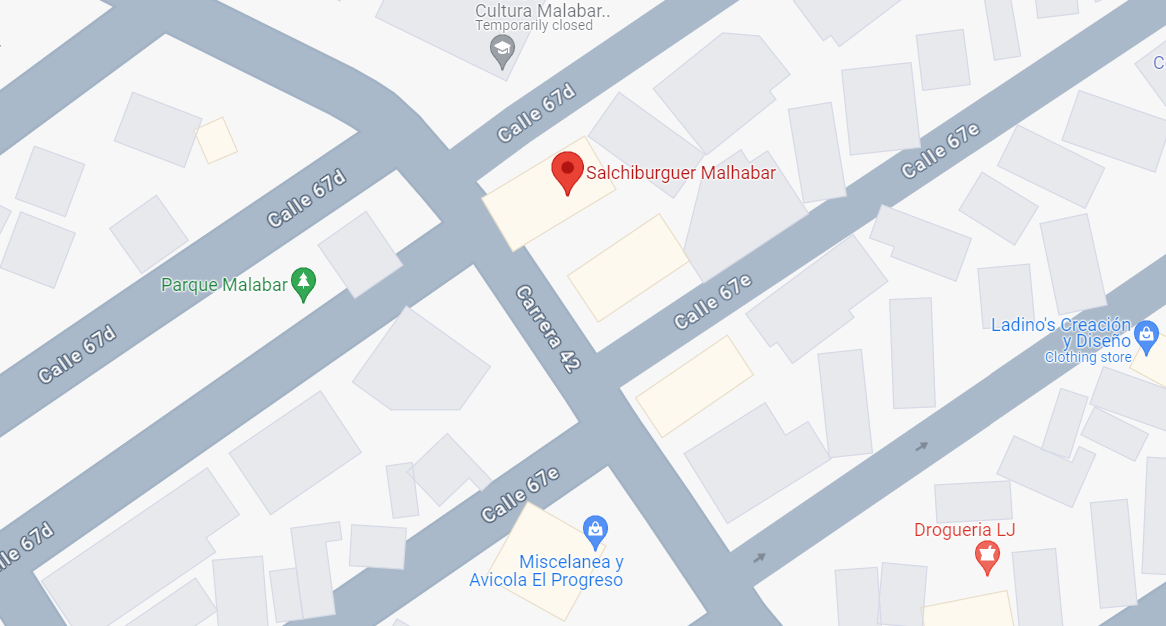 Cultura Malabar..
Temporarily closed
Calle 67d
Calle 67e
Salchiburguer Malhabar
Calle 67d
Parque Malabar
Calle 67e
Carrera 42
Ladino's Creación
y Diseño
Clothing store
Calle 67d
Calle 67e
lle 67d
Drogueria LJ
Miscelanea y
Avicola El Progreso
C